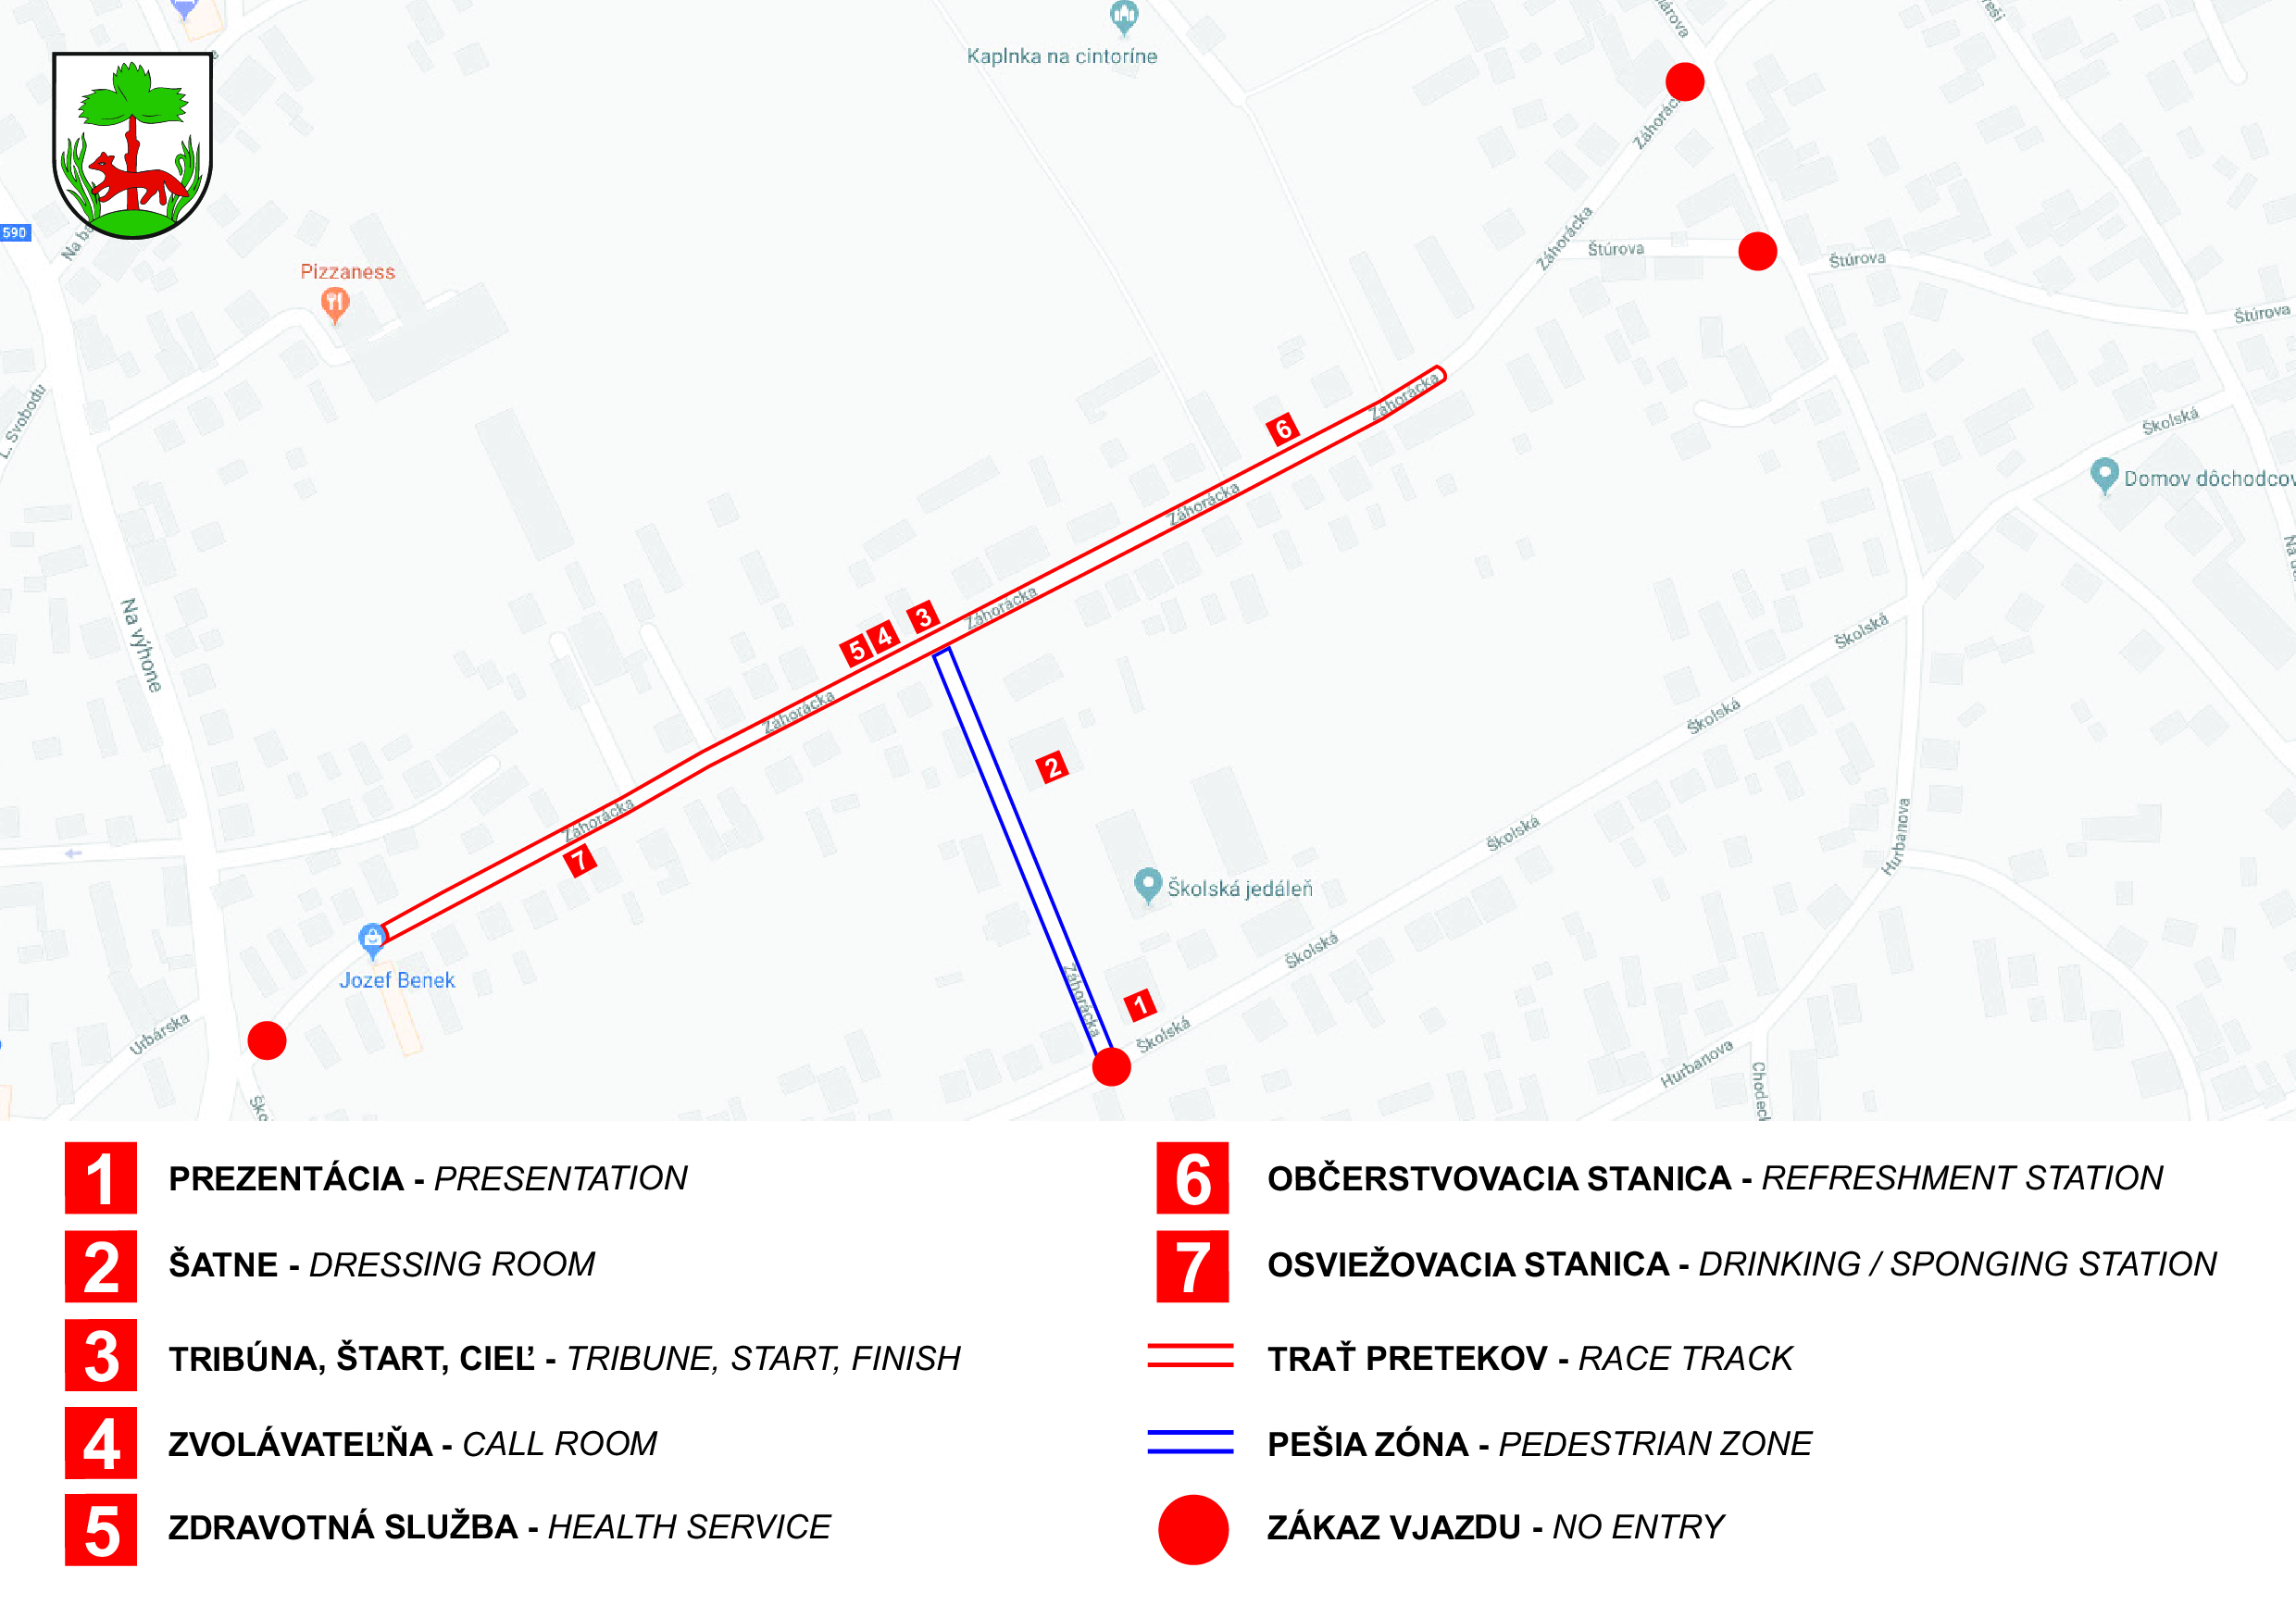 Kaplnka na cintoríne
Záhorácka
590
Pizzaness
Záhorácka
Štúrova
Štúrova
Štúrova
L. Svobodu
Záhorácka
6
Školská
Domov dôchodcov
Záhorácka
Na výhone
3
Záhorácka
4
5
Školská
Záhorácka
Školská
2
Záhorácka
7
Školská
Hurbanova
Školská jedáleň
Školská
Jozef Benek
Záhorácka
1
Školská
Urbárska
Hurbanova
1 PREZENTÁCIA - PRESENTATION
2 ŠATNE - DRESSING ROOM
3 TRIBÚNA, ŠTART, CIEĽ - TRIBUNE, START, FINISH
4 ZVOLÁVATEĽŇA - CALL ROOM
5 ZDRAVOTNÁ SLUŽBA - HEALTH SERVICE
6 OBČERSTVOVACIA STANICA - REFRESHMENT STATION
7 OSVIEŽOVACIA STANICA - DRINKING / SPONGING STATION
TRAŤ PRETEKOV - RACE TRACK
PEŠIA ZÓNA - PEDESTRIAN ZONE
ZÁKAZ VJAZDU - NO ENTRY